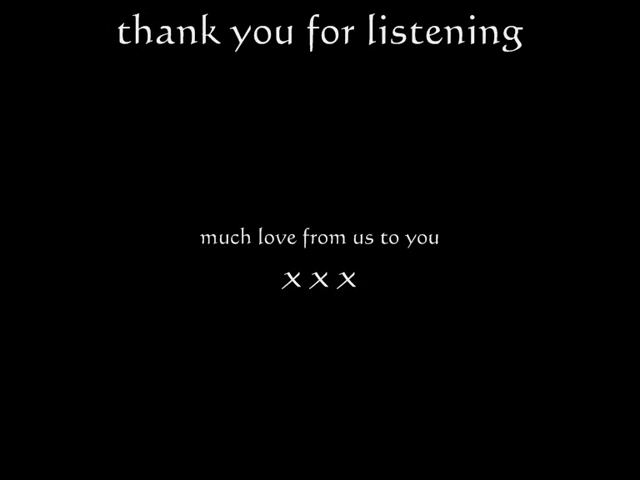 thank you for listening
much love from us to you
x x x